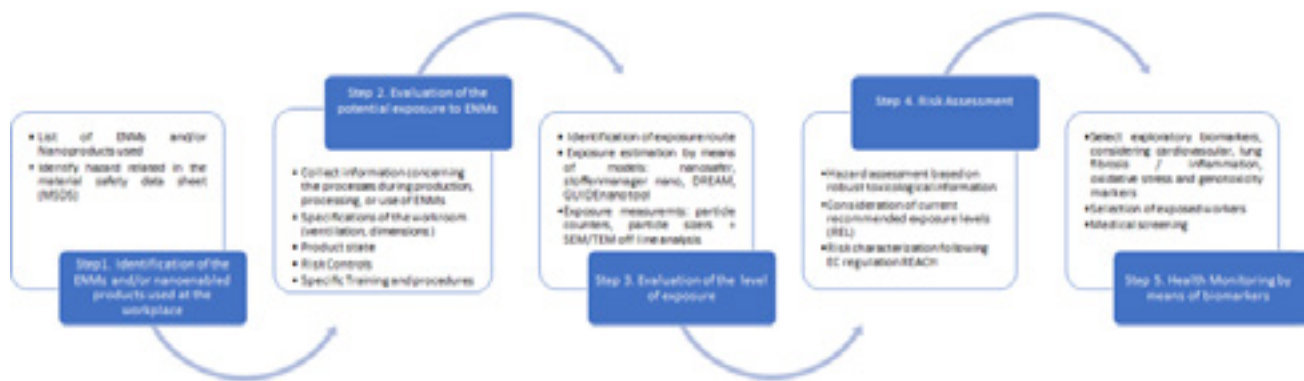 • List of ENMs and/or
Nanoproducts used
• Identify hazard related in the
material safety data sheet
(MSDS)
Step1. Identification of the
ENMs and/or nanoenabled
products used at the
workplace
Step 2. Evaluation of the
potential exposure to ENMs
• Collect information concerning
the processes during production,
processing, or use of ENMs
• Specifications of the workroom
(ventilation, dimensions)
• Product state
• Risk Controls
• Specific Training and procedures
• Identification of exposure route
• Exposure estimation by means
of models: nanosafer,
stoffenmanager nano, DREAM,
GUIDEnano tool
• Exposure measuremts: particle
counters, particle sizers +
SEM/TEM off line analysis
Step 3. Evaluation of the level
of exposure
Step 4. Risk Assessment
• Hazard assessment based on
robust toxicological information
• Consideration of current
recommended exposure levels
(REL)
• Risk characterization following
EC regulation REACH
• Select exploratory biomarkers,
considering cardiovascular, lung
fibrosis / inflammation,
oxidative stress and genotoxicity
markers
• Selection of exposed workers
• Medical screening
Step 5. Health Monitoring by
means of biomarkers